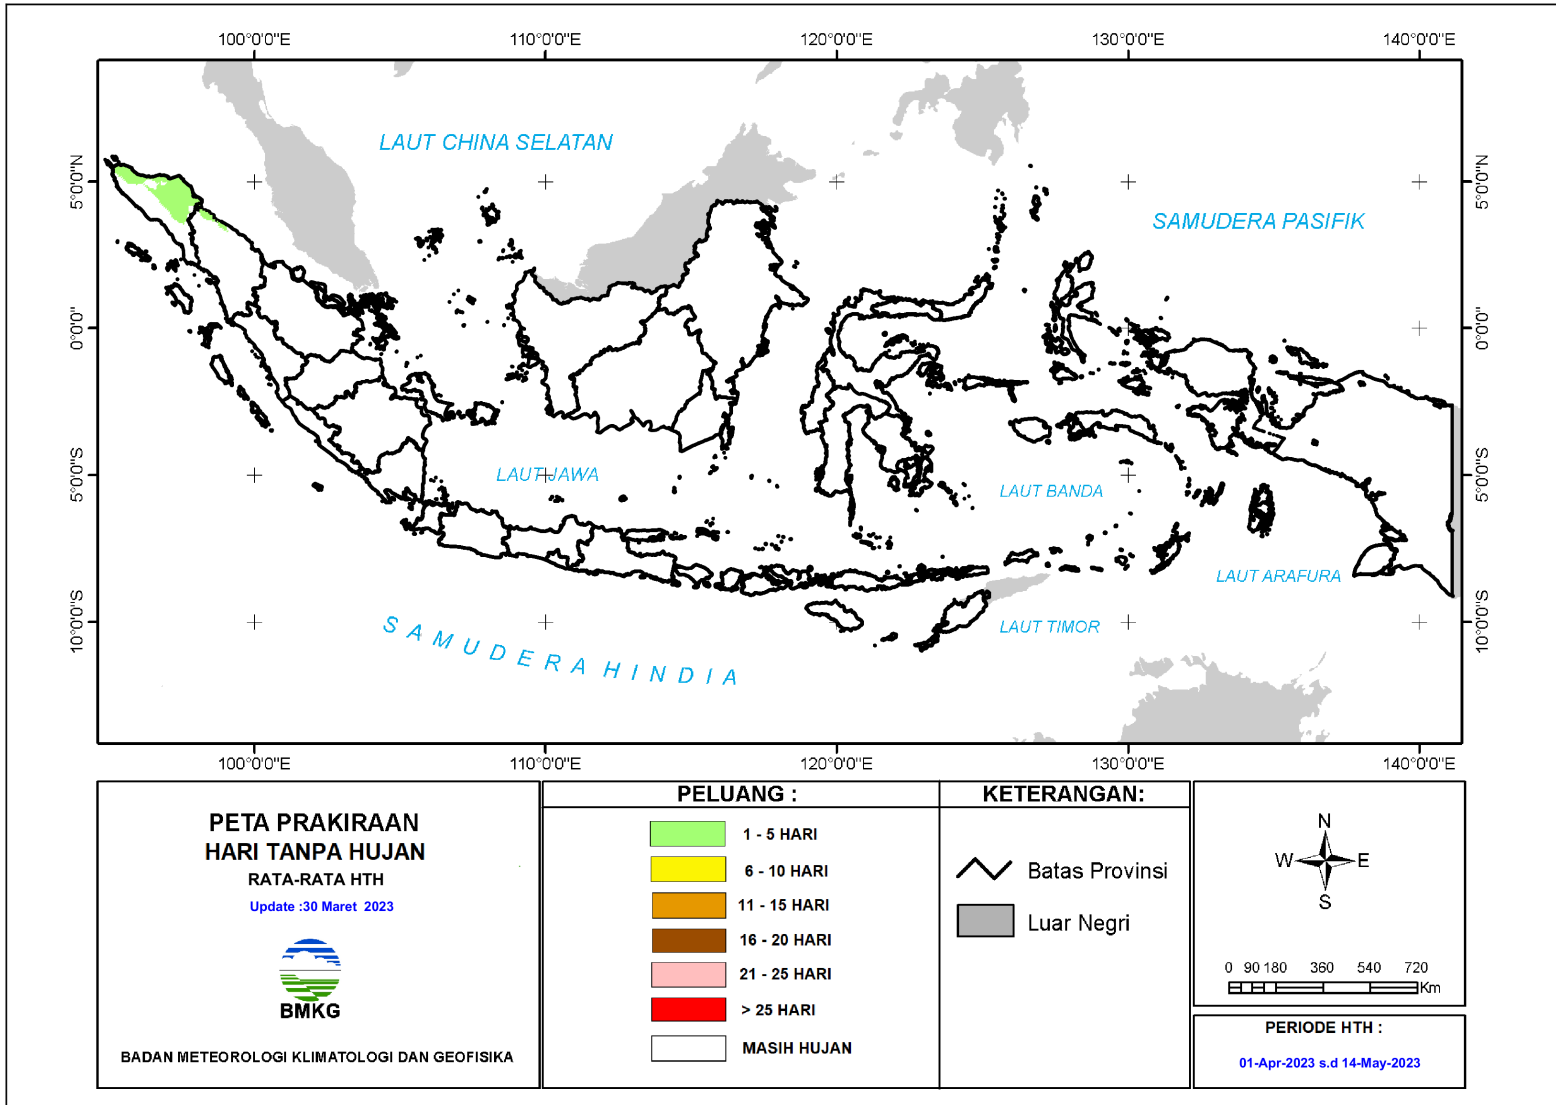 100°0'0"E 110°0'0"E 120°0'0"E 130°0'0"E 140°0'0"E
5°0'0"N 5°0'0"N
0°0'0" 0°0'0"
5°0'0"S 5°0'0"S
10°0'0"S 10°0'0"S
LAUT CHINA SELATAN
SAMUDERA PASIFIK
LAUT JAWA
LAUT BANDA
LAUT ARAFURA
LAUT TIMOR
SAMUDERA HINDIA
100°0'0"E 110°0'0"E 120°0'0"E 130°0'0"E 140°0'0"E
PETA PRAKIRAAN
HARI TANPA HUJAN
RATA-RATA HTH
Update :30 Maret 2023
BMKG
BADAN METEOROLOGI KLIMATOLOGI DAN GEOFISIKA
PELUANG :
1 - 5 HARI
6 - 10 HARI
11 - 15 HARI
16 - 20 HARI
21 - 25 HARI
> 25 HARI
MASIH HUJAN
KETERANGAN:
Batas Provinsi
Luar Negri
N
W E
S
0 90 180 360 540 720
Km
PERIODE HTH :
01-Apr-2023 s.d 14-May-2023